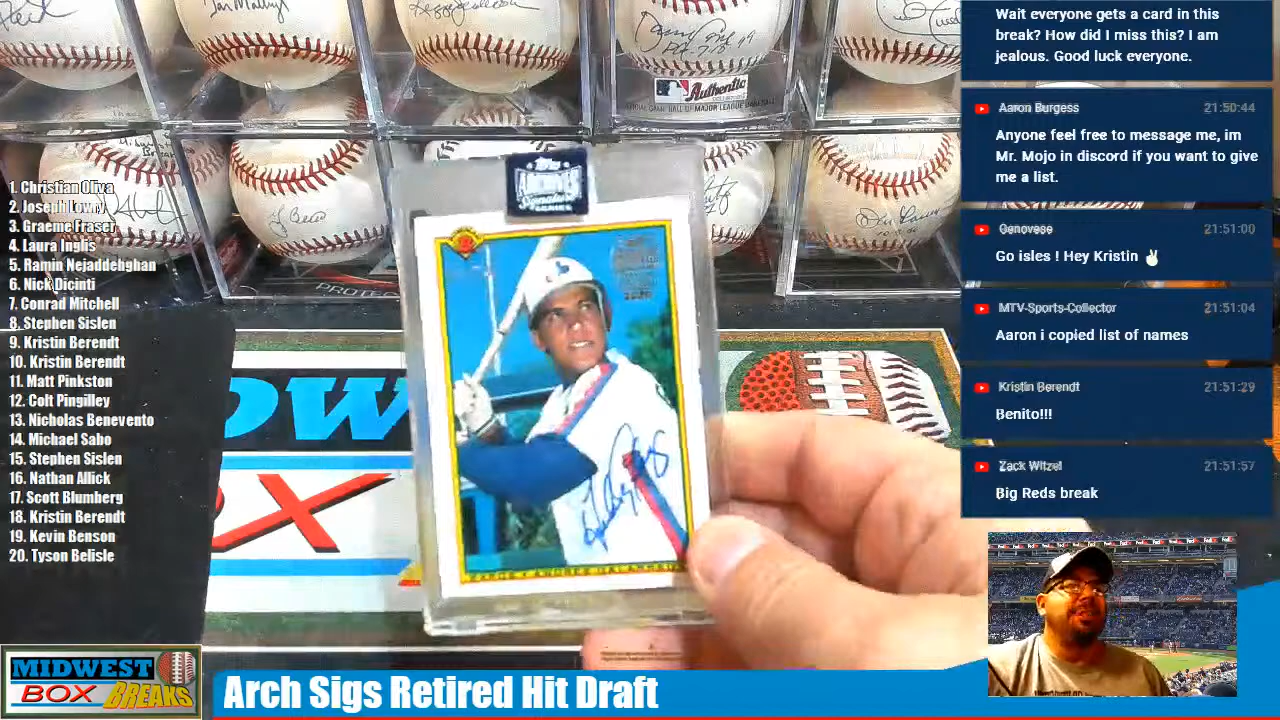 Wait everyone gets a card in this
break? How did I miss this? I am
jealous. Good luck everyone.
Aaron Burgess 21:50:44
Anyone feel free to message me, im
Mr. Mojo in discord if you want to give
me a list.
Genovese 21:51:00
Go isles ! Hey Kristin ✌
MTV-Sports-Collector 21:51:04
Aaron i copied list of names
Kristin Berendt 21:51:29
Benito!!!
Zack Witzel 21:51:57
Big Reds break
1. Christian Oliva
2. Joseph Lowry
3. Graeme Fraser
4. Laura Inglis
5. Ramin Nejaddehghan
6. Nick Dicinti
7. Conrad Mitchell
8. Stephen Sislen
9. Kristin Berendt
10. Kristin Berendt
11. Matt Pinkston
12. Colt Pingilley
13. Nicholas Benevento
14. Michael Sabo
15. Stephen Sislen
16. Nathan Allick
17. Scott Blumberg
18. Kristin Berendt
19. Kevin Benson
20. Tyson Belisle
Authentic
Topps
ARCHIVES
Signature
SERIES
DW
OX
MIDWEST
BOX BREAKS
Arch Sigs Retired Hit Draft